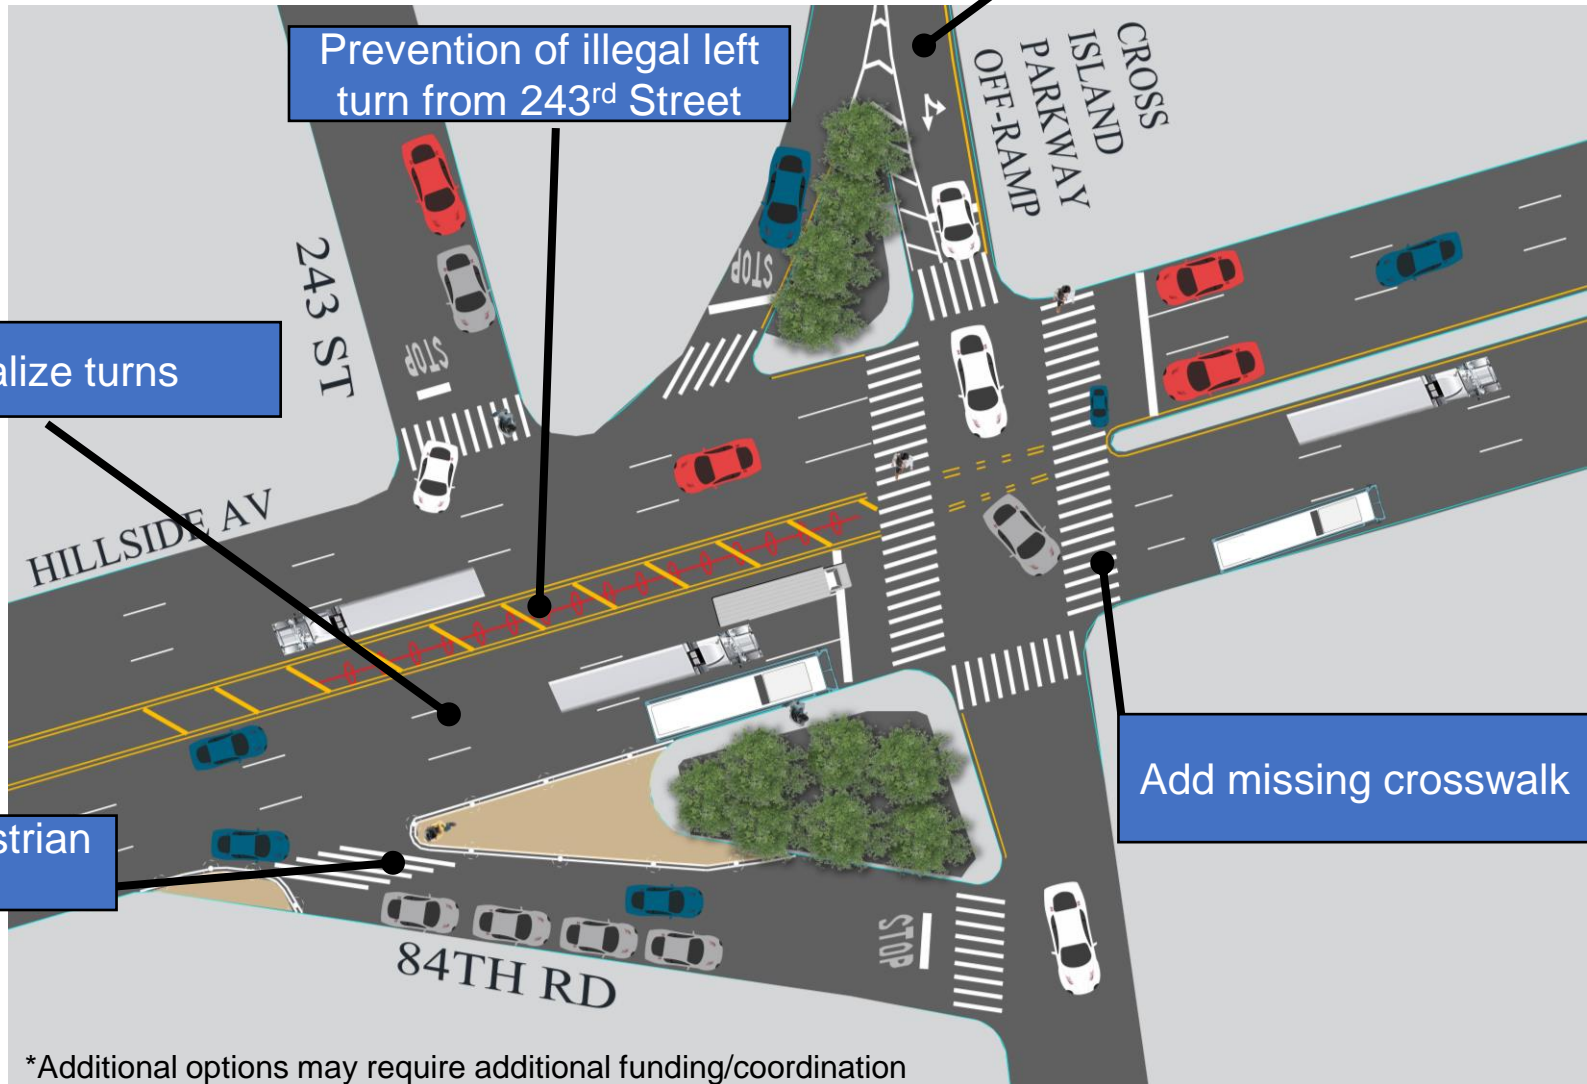 Prevention of illegal left
turn from 243rd Street
CROSS
ISLAND
PARKWAY
OFF-RAMP
243 ST
STOP
STOP
alize turns
HILLSIDE AV
Add missing crosswalk
strian
STOP
84TH RD
*Additional options may require additional funding/coordination